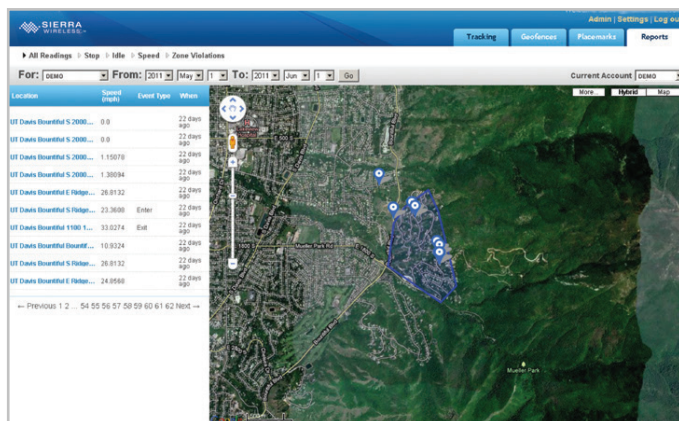 SIERRA
WIRELESS
Admin | Settings | Log out
Tracking Geofences Placemarks Reports
All Readings Stop Idle Speed Zone Violations
For: DEMO From: 2011 May 1 To: 2011 Jun 1 Go
Current Account DEMO
Location Speed (mph) Event Type When
UT Davis Bountiful S 2000... 0.0 22 days ago
UT Davis Bountiful S 2000... 0.0 22 days ago
UT Davis Bountiful S 2000... 1.15078 22 days ago
UT Davis Bountiful S 2000... 1.38094 22 days ago
UT Davis Bountiful E Ridge... 26.8132 22 days ago
UT Davis Bountiful S Ridge... 23.3608 Enter 22 days ago
UT Davis Bountiful 1100 1... 33.0274 Exit 22 days ago
UT Davis Bountiful Bountif... 10.9324 22 days ago
UT Davis Bountiful S Ridge... 26.8132 22 days ago
UT Davis Bountiful E Ridge... 24.9568 22 days ago
← Previous 1 2 ... 54 55 56 57 58 59 60 61 62 Next →
More... Hybrid Map
E 500 S
E 1800 S
Mueller Park Rd
Bountiful Blvd
Mueller Park